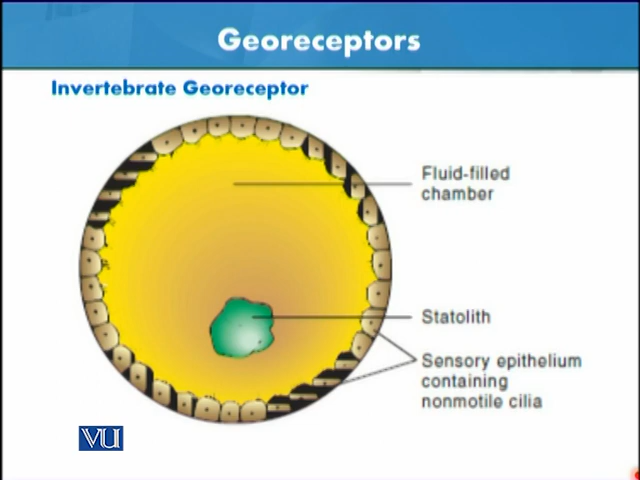 Georeceptors
Invertebrate Georeceptor
Fluid-filled
chamber
Statolith
Sensory epithelium
containing
nonmotile cilia
VU